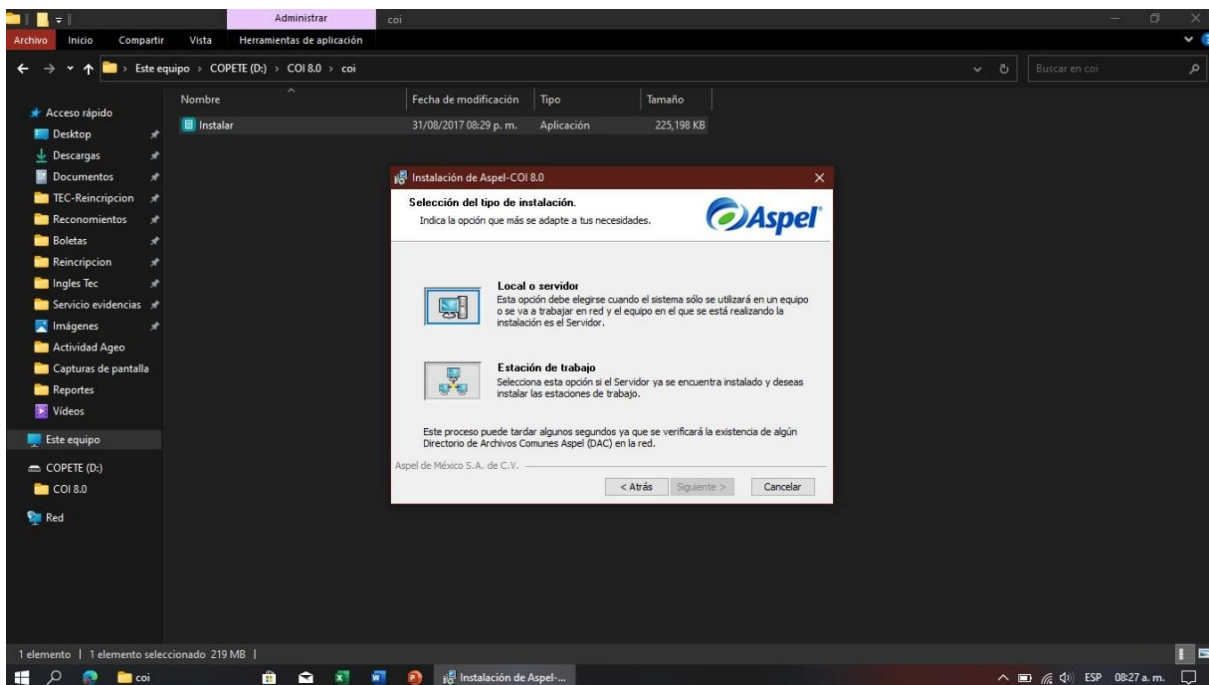 Administrar
coi
Archivo Inicio Compartir Vista Herramientas de aplicación
Este equipo > COPETE (D:) > COI 8.0 > coi
Buscar en coi
Nombre Fecha de modificación Tipo Tamaño
Instalar 31/08/2017 08:29 p. m. Aplicación 225,198 KB
Acceso rápido
Desktop
Descargas
Documentos
TEC-Reincripcion
Reconomientos
Boletas
Reincripcion
Ingles Tec
Servicio evidencias
Imágenes
Actividad Ageo
Capturas de pantalla
Reportes
Vídeos
Este equipo
COPETE (D:)
COI 8.0
Red
Instalación de Aspel-COI 8.0
Selección del tipo de instalación.
Indica la opción que más se adapte a tus necesidades.
Aspel
Local o servidor
Esta opción debe elegirse cuando el sistema sólo se utilizará en un equipo
o se va a trabajar en red y el equipo en el que se está realizando la
instalación es el Servidor.
Estación de trabajo
Selecciona esta opción si el Servidor ya se encuentra instalado y deseas
instalar las estaciones de trabajo.
Este proceso puede tardar algunos segundos ya que se verificará la existencia de algún
Directorio de Archivos Comunes Aspel (DAC) en la red.
Aspel de México S.A. de C.V.
< Atrás Siguiente > Cancelar
1 elemento | 1 elemento seleccionado 219 MB |
coi
Instalación de Aspel-...
ESP 08:27 a. m.